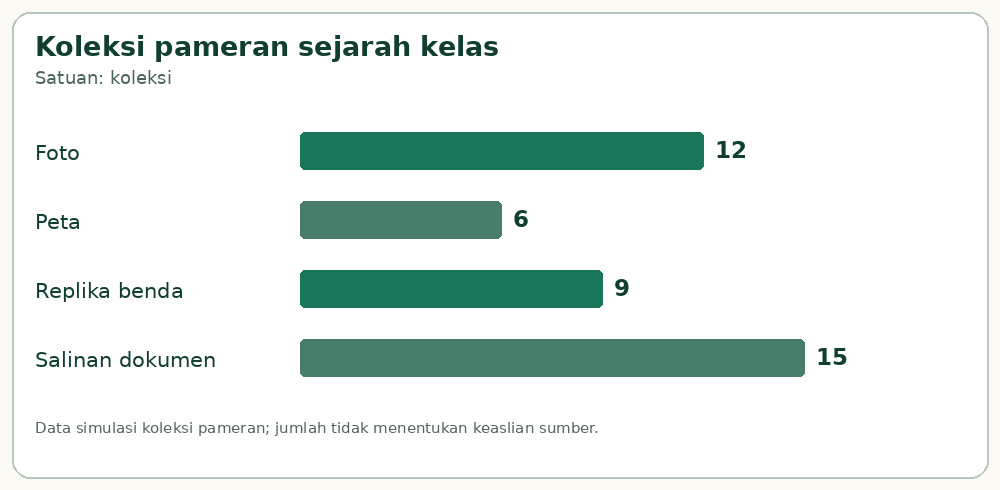 Koleksi pameran sejarah kelas
Satuan: koleksi
Foto 12
Peta 6
Replika benda 9
Salinan dokumen 15
Data simulasi koleksi pameran; jumlah tidak menentukan keaslian sumber.